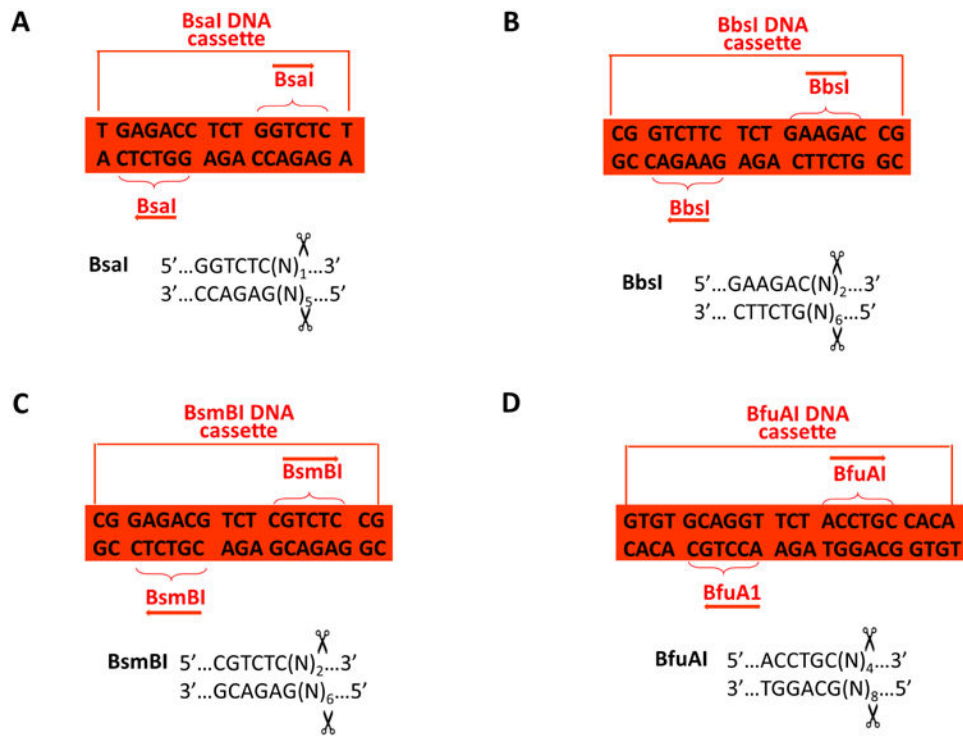 A
BsaI DNA
cassette
BsaI
T GAGACC TCT GGTCTC T
A CTCTGG AGA CCAGAG A
BsaI
BsaI 5’...GGTCTC(N)1...3’
3’...CCAGAG(N)5...5’
B
BbsI DNA
cassette
BbsI
CG GTCTTC TCT GAAGAC CG
GC CAGAAG AGA CTTCTG GC
BbsI
BbsI 5’...GAAGAC(N)2...3’
3’... CTTCTG(N)6...5’
C
BsmBI DNA
cassette
BsmBI
CG GAGACG TCT CGTCTC CG
GC CTCTGC AGA GCAGAG GC
BsmBI
BsmBI 5’...CGTCTC(N)2...3’
3’...GCAGAG(N)6...5’
D
BfuAI DNA
cassette
BfuAI
GTGT GCAGGT TCT ACCTGC CACA
CACA CGTCCA AGA TGGACG GTGT
BfuA1
BfuAI 5’...ACCTGC(N)4...3’
3’...TGGACG(N)8...5’